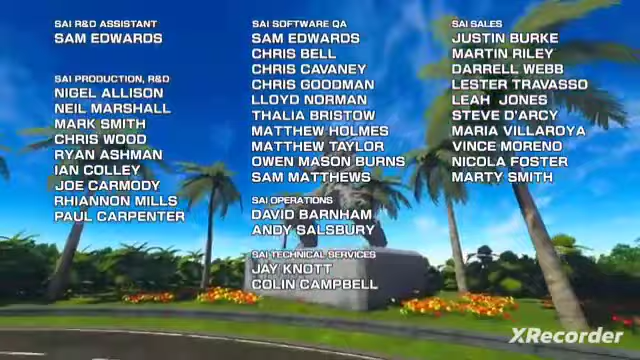 SAI R&D ASSISTANT
SAM EDWARDS
SAI PRODUCTION, R&D
NIGEL ALLISON
NEIL MARSHALL
MARK SMITH
CHRIS WOOD
RYAN ASHMAN
IAN COLLEY
JOE CARMODY
RHIANNON MILLS
PAUL CARPENTER
SAI SOFTWARE QA
SAM EDWARDS
CHRIS BELL
CHRIS CAVANEY
CHRIS GOODMAN
LLOYD NORMAN
THALIA BRISTOW
MATTHEW HOLMES
MATTHEW TAYLOR
OWEN MASON BURNS
SAM MATTHEWS
SAI OPERATIONS
DAVID BARNHAM
ANDY SALSBURY
SAI TECHNICAL SERVICES
JAY KNOTT
COLIN CAMPBELL
SAI SALES
JUSTIN BURKE
MARTIN RILEY
DARRELL WEBB
LESTER TRAVASSO
LEAH JONES
STEVE D'ARCY
MARIA VILLAROYA
VINCE MORENO
NICOLA FOSTER
MARTY SMITH
XRecorder